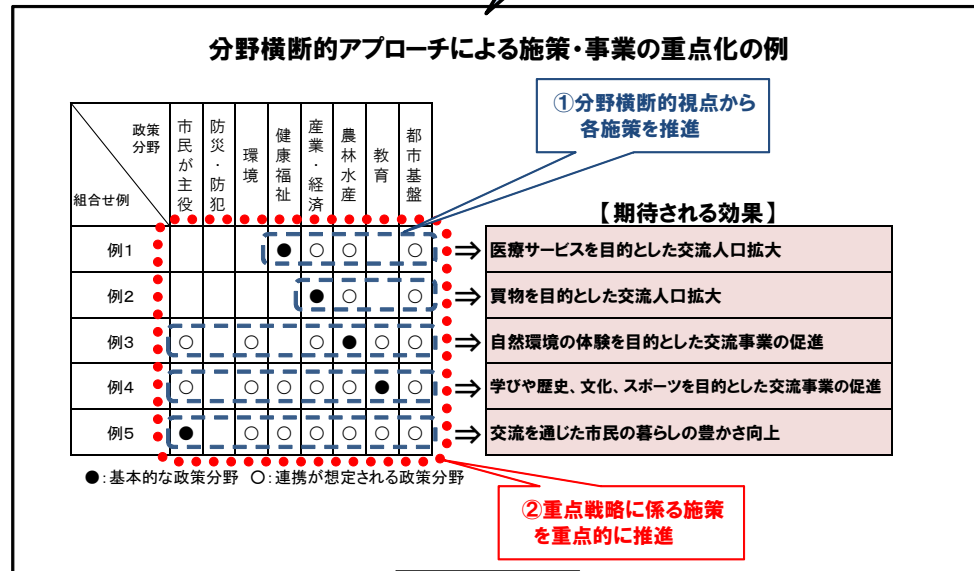 分野横断的アプローチによる施策・事業の重点化の例
①分野横断的視点から
各施策を推進
政策
分野
組合せ例
市民が主役
防災・防犯
環境
健康福祉
産業・経済
農林水産
教育
都市基盤
【期待される効果】
例1 ● ○ ○ ○ ⇒ 医療サービスを目的とした交流人口拡大
例2 ● ○ ○ ⇒ 買物を目的とした交流人口拡大
例3 ○ ○ ○ ● ○ ○ ⇒ 自然環境の体験を目的とした交流事業の促進
例4 ○ ○ ○ ○ ○ ● ○ ⇒ 学びや歴史、文化、スポーツを目的とした交流事業の促進
例5 ● ○ ○ ○ ○ ○ ○ ⇒ 交流を通じた市民の暮らしの豊かさ向上
●:基本的な政策分野 ○:連携が想定される政策分野
②重点戦略に係る施策
を重点的に推進